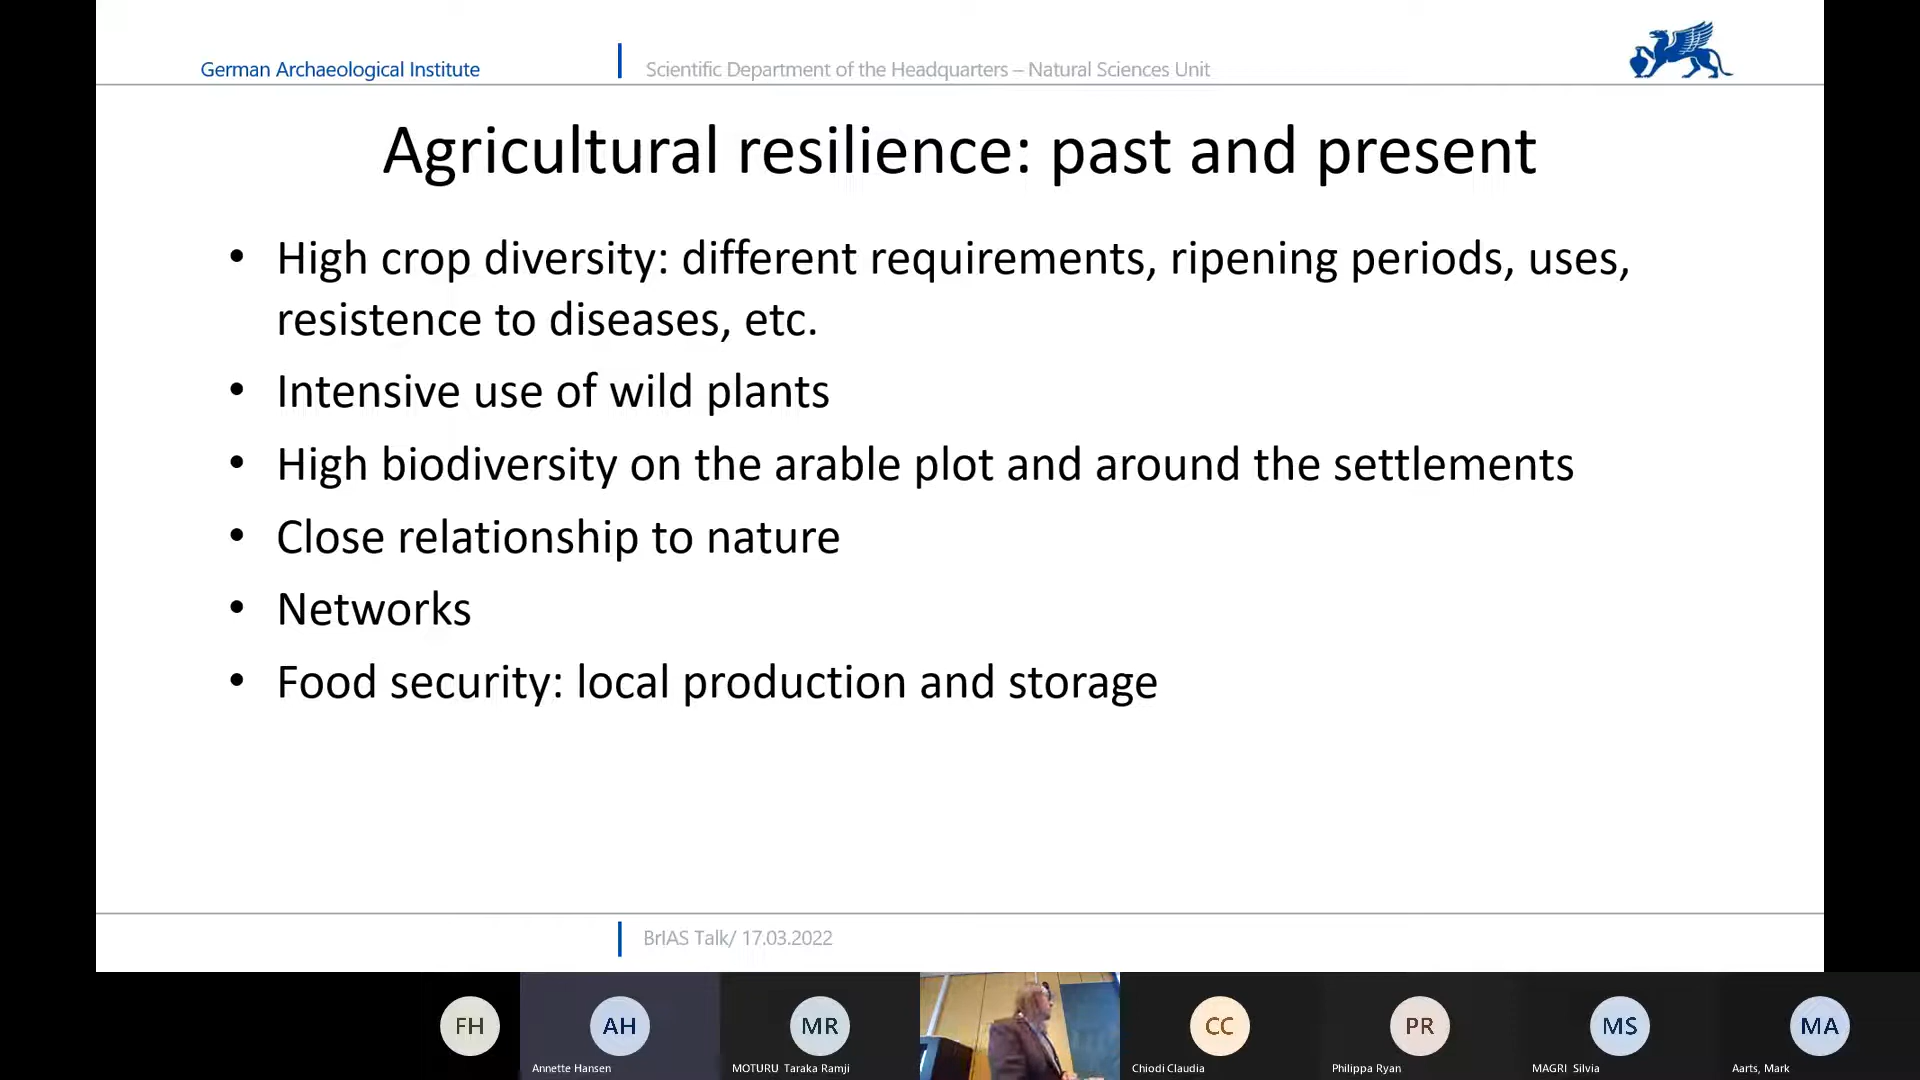 German Archaeological Institute
Scientific Department of the Headquarters – Natural Sciences Unit
Agricultural resilience: past and present
• High crop diversity: different requirements, ripening periods, uses,
resistence to diseases, etc.
• Intensive use of wild plants
• High biodiversity on the arable plot and around the settlements
• Close relationship to nature
• Networks
• Food security: local production and storage
BrIAS Talk/ 17.03.2022
FH
AH
MR
CC
PR
MS
MA
Annette Hansen
MOTURU Taraka Ramji
Chiodi Claudia
Philippa Ryan
MAGRI Silvia
Aarts, Mark